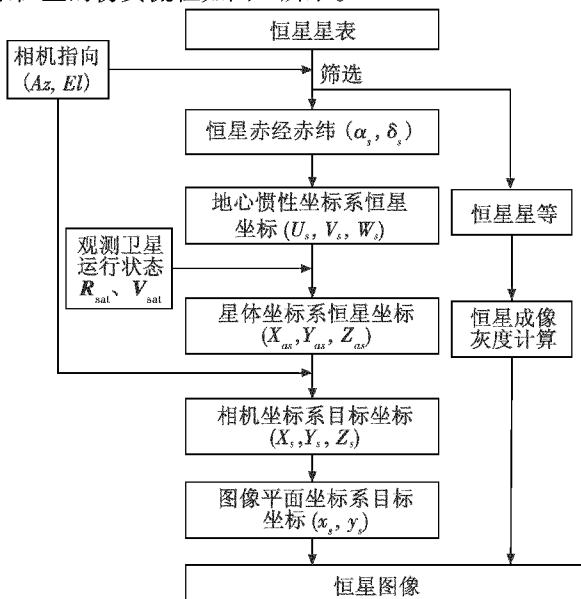 恒星星表
相机指向
(Az, El)
筛选
恒星赤经赤纬 (αs, δs)
地心惯性坐标系恒星
坐标 (Us, Vs, Ws)
恒星星等
观测卫星
运行状态
Rsat、Vsat
星体坐标系恒星坐标
(Xas,Yas, Zas)
恒星成像
灰度计算
相机坐标系目标坐标
(Xs,Ys, Zs)
图像平面坐标系目标
坐标 (xs, ys)
恒星图像